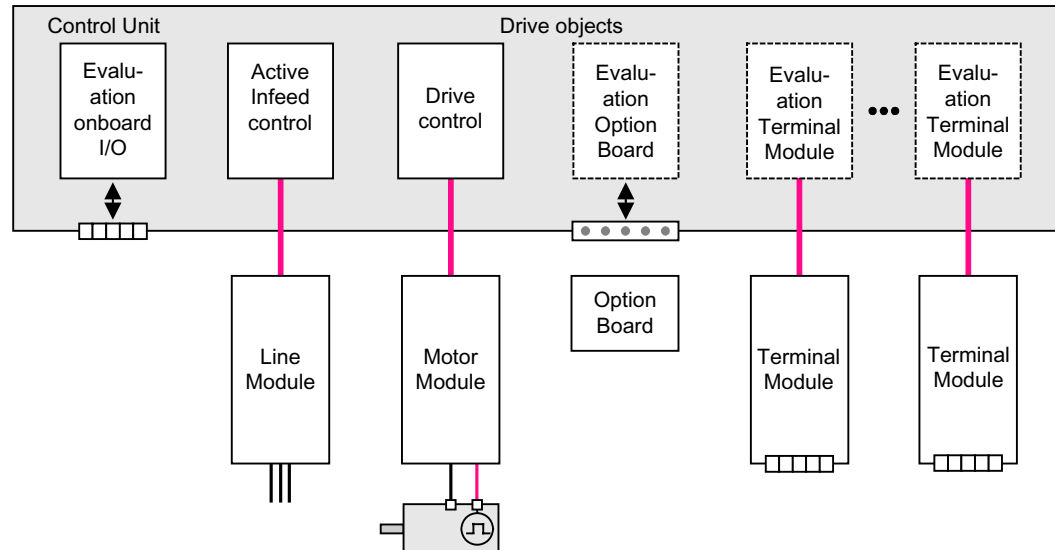 Control Unit
Drive objects
Evalu-
ation
onboard
I/O
Active
Infeed
control
Drive
control
Evalu-
ation
Option
Board
Evalu-
ation
Terminal
Module
Evalu-
ation
Terminal
Module
Line
Module
Motor
Module
Option
Board
Terminal
Module
Terminal
Module